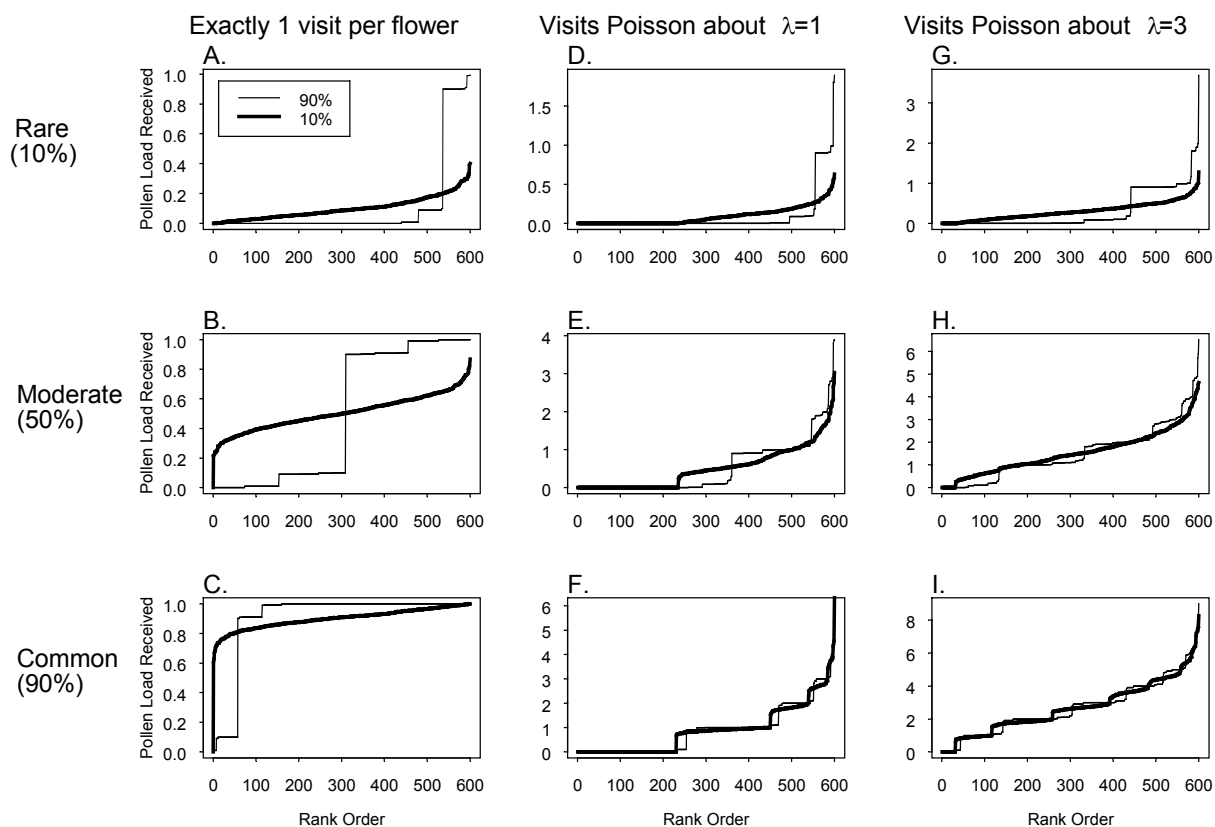 Exactly 1 visit per flower
Visits Poisson about λ=1
Visits Poisson about λ=3
Rare
(10%)
A.
Pollen Load Received
1.0
0.8
0.6
0.4
0.2
0.0
90%
10%
0 100 200 300 400 500 600
D.
1.5
1.0
0.5
0.0
0 100 200 300 400 500 600
G.
3
2
1
0
0 100 200 300 400 500 600
Moderate
(50%)
B.
Pollen Load Received
1.0
0.8
0.6
0.4
0.2
0.0
0 100 200 300 400 500 600
E.
4
3
2
1
0
0 100 200 300 400 500 600
H.
6
5
4
3
2
1
0
0 100 200 300 400 500 600
Common
(90%)
C.
Pollen Load Received
1.0
0.8
0.6
0.4
0.2
0.0
0 100 200 300 400 500 600
Rank Order
F.
6
5
4
3
2
1
0
0 100 200 300 400 500 600
Rank Order
I.
8
6
4
2
0
0 100 200 300 400 500 600
Rank Order